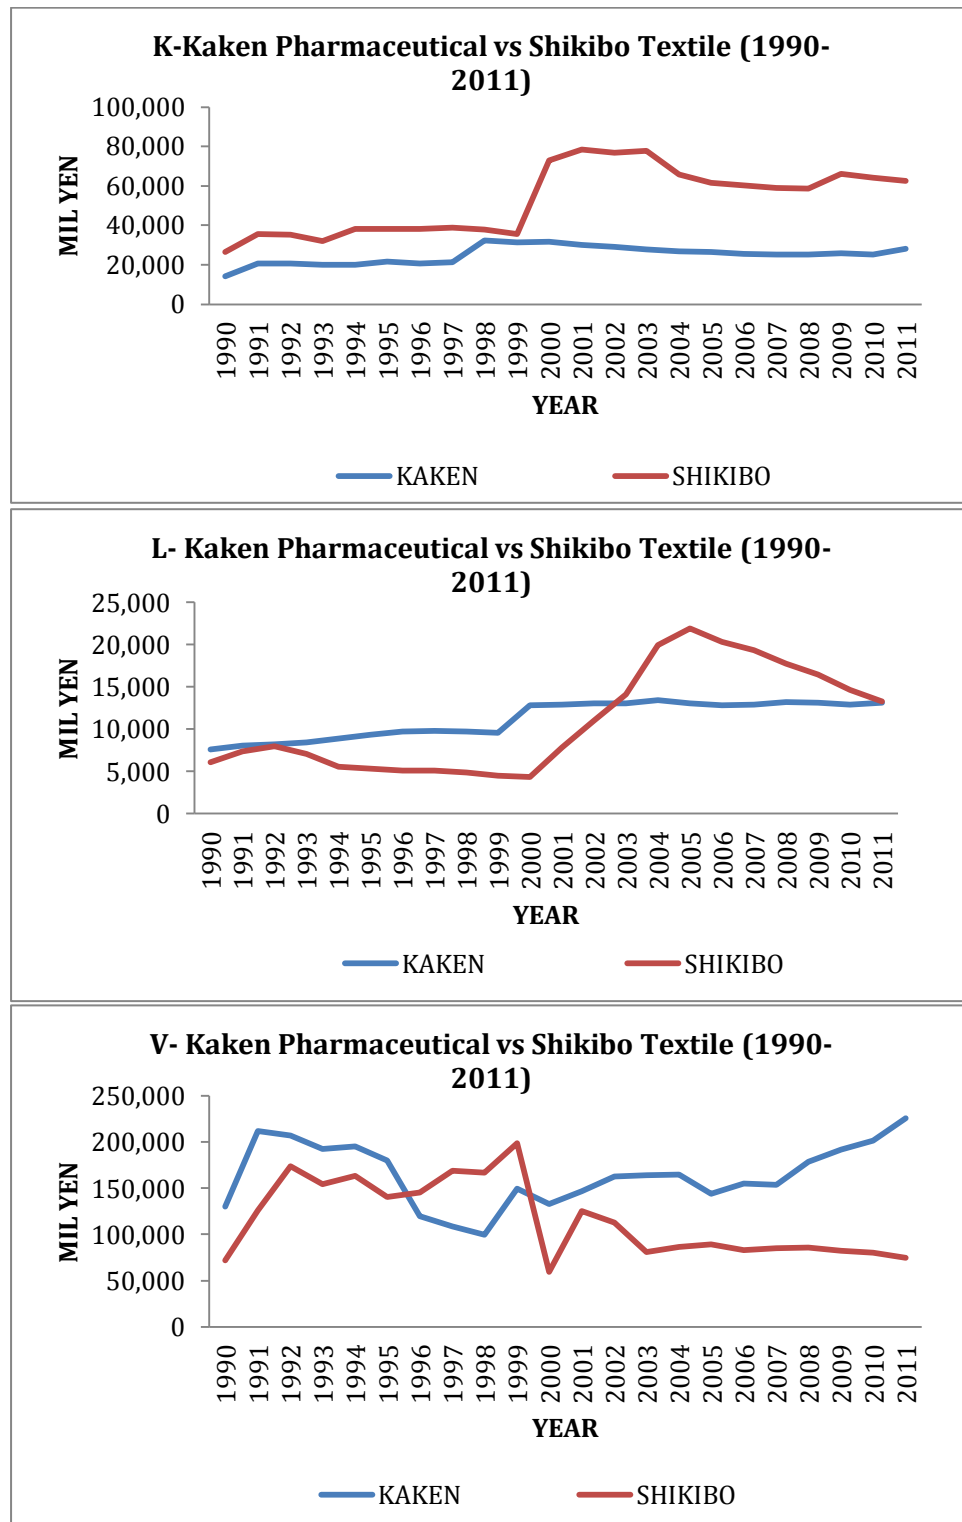 K-Kaken Pharmaceutical vs Shikibo Textile (1990-
2011)
MIL YEN
100,000
80,000
60,000
40,000
20,000
0
1990 1991 1992 1993 1994 1995 1996 1997 1998 1999 2000 2001 2002 2003 2004 2005 2006 2007 2008 2009 2010 2011
YEAR
KAKEN SHIKIBO
L- Kaken Pharmaceutical vs Shikibo Textile (1990-
2011)
MIL YEN
25,000
20,000
15,000
10,000
5,000
0
1990 1991 1992 1993 1994 1995 1996 1997 1998 1999 2000 2001 2002 2003 2004 2005 2006 2007 2008 2009 2010 2011
YEAR
KAKEN SHIKIBO
V- Kaken Pharmaceutical vs Shikibo Textile (1990-
2011)
MIL YEN
250,000
200,000
150,000
100,000
50,000
0
1990 1991 1992 1993 1994 1995 1996 1997 1998 1999 2000 2001 2002 2003 2004 2005 2006 2007 2008 2009 2010 2011
YEAR
KAKEN SHIKIBO